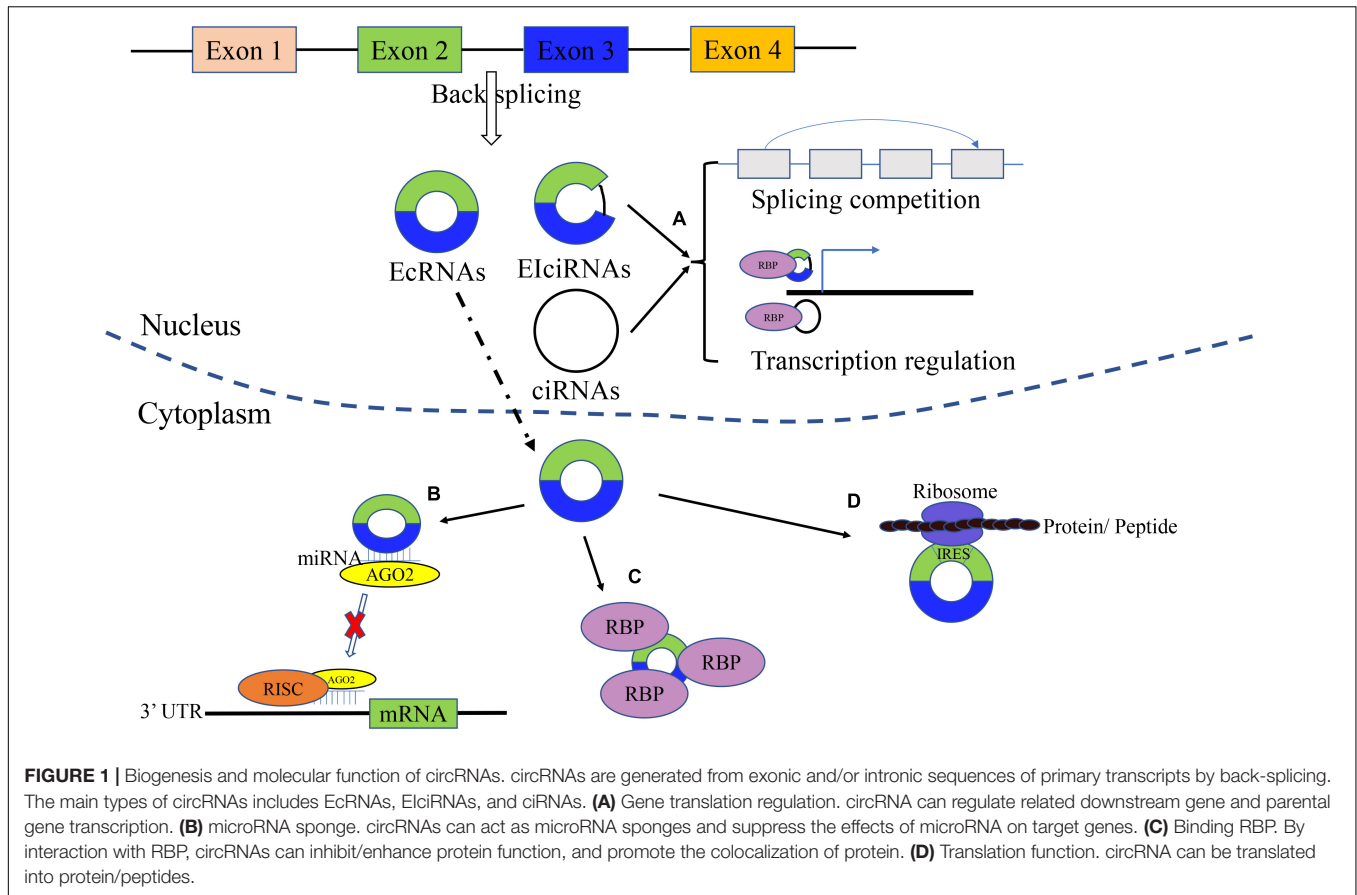 Exon 1 Exon 2 Exon 3 Exon 4
Back splicing
EcRNAs
EIciRNAs
ciRNAs
A
Splicing competition
RBP
RBP
Transcription regulation
Nucleus
Cytoplasm
B
miRNA
AGO2
RISC
AGO2
3' UTR
mRNA
C
RBP
RBP
RBP
D
Ribosome
Protein/ Peptide
IRES
FIGURE 1 | Biogenesis and molecular function of circRNAs. circRNAs are generated from exonic and/or intronic sequences of primary transcripts by back-splicing.
The main types of circRNAs includes EcRNAs, EIciRNAs, and ciRNAs. (A) Gene translation regulation. circRNA can regulate related downstream gene and parental
gene transcription. (B) microRNA sponge. circRNAs can act as microRNA sponges and suppress the effects of microRNA on target genes. (C) Binding RBP. By
interaction with RBP, circRNAs can inhibit/enhance protein function, and promote the colocalization of protein. (D) Translation function. circRNA can be translated
into protein/peptides.